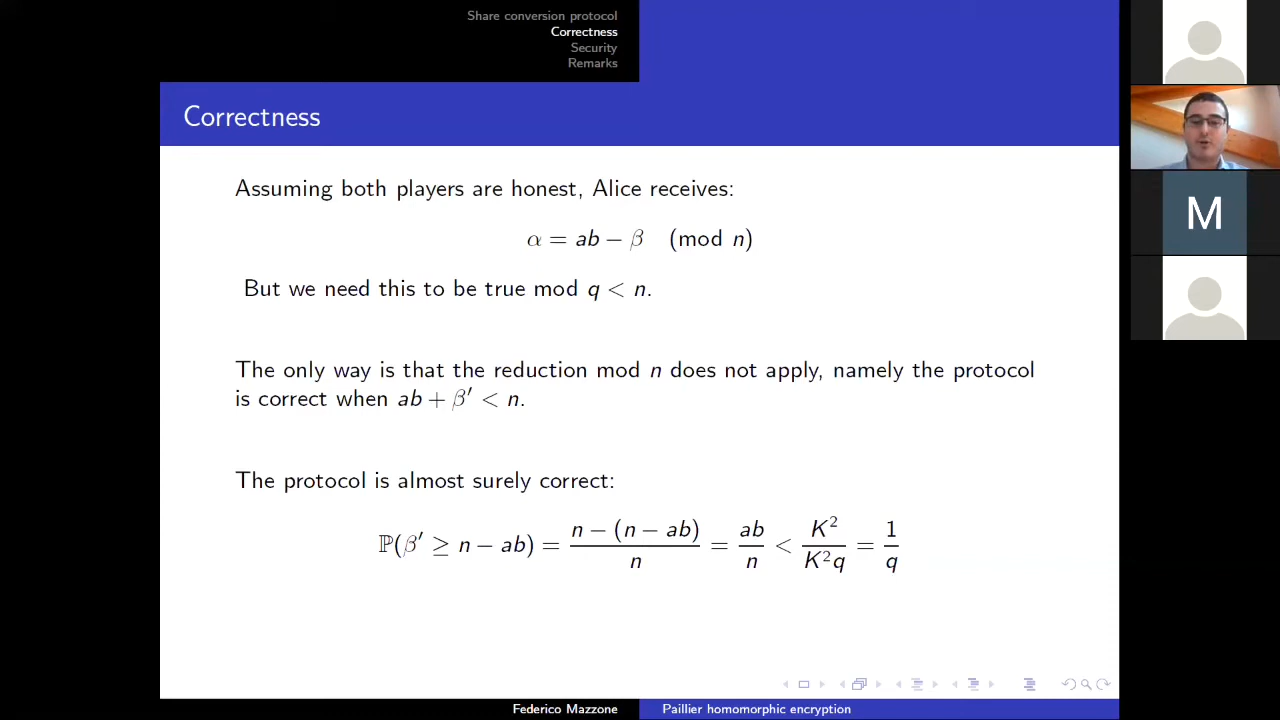 Share conversion protocol
Correctness
Security
Remarks
Correctness
Assuming both players are honest, Alice receives:
α = ab − β (mod n)
But we need this to be true mod q < n.
The only way is that the reduction mod n does not apply, namely the protocol
is correct when ab + β′ < n.
The protocol is almost surely correct:
ℙ(β′ ≥ n − ab) = (n − (n − ab))/n = ab/n < K²/K²q = 1/q
M
Federico Mazzone
Paillier homomorphic encryption